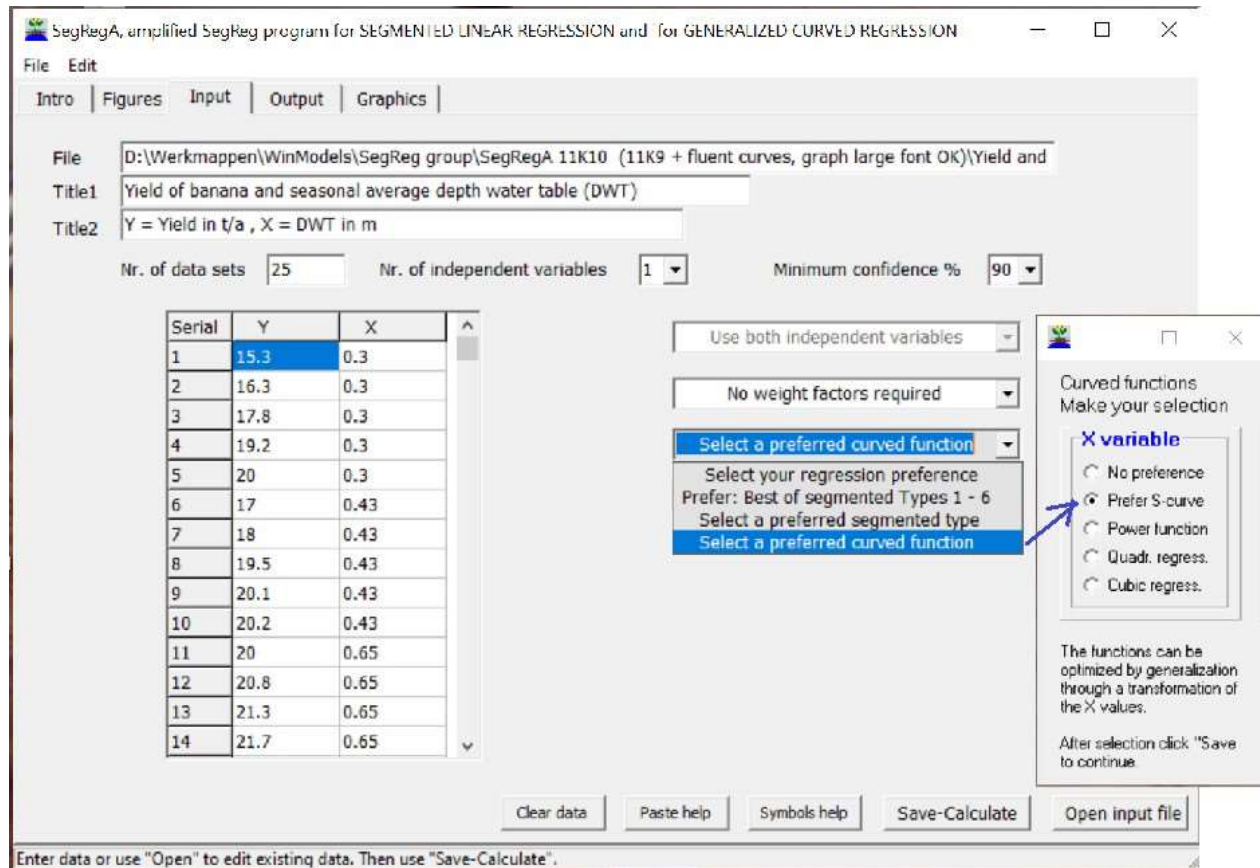 SegRegA, amplified SegReg program for SEGMENTED LINEAR REGRESSION and for GENERALIZED CURVED REGRESSION
File Edit
Intro Figures Input Output Graphics
File D:\Werkmappen\WinModels\SegReg group\SegRegA 11K10 (11K9 + fluent curves, graph large font OK)\Yield and
Title1 Yield of banana and seasonal average depth water table (DWT)
Title2 Y = Yield in t/a , X = DWT in m
Nr. of data sets 25 Nr. of independent variables 1 Minimum confidence % 90
Serial Y X
1 15.3 0.3
2 16.3 0.3
3 17.8 0.3
4 19.2 0.3
5 20 0.3
6 17 0.43
7 18 0.43
8 19.5 0.43
9 20.1 0.43
10 20.2 0.43
11 20 0.65
12 20.8 0.65
13 21.3 0.65
14 21.7 0.65
Use both independent variables
No weight factors required
Select a preferred curved function
Select your regression preference
Prefer: Best of segmented Types 1 - 6
Select a preferred segmented type
Select a preferred curved function
Curved functions
Make your selection
X variable
No preference
Prefer S-curve
Power function
Quadr. regress.
Cubic regress.
The functions can be
optimized by generalization
through a transformation of
the X values.
After selection click "Save
to continue.
Clear data Paste help Symbols help Save-Calculate Open input file
Enter data or use "Open" to edit existing data. Then use "Save-Calculate".